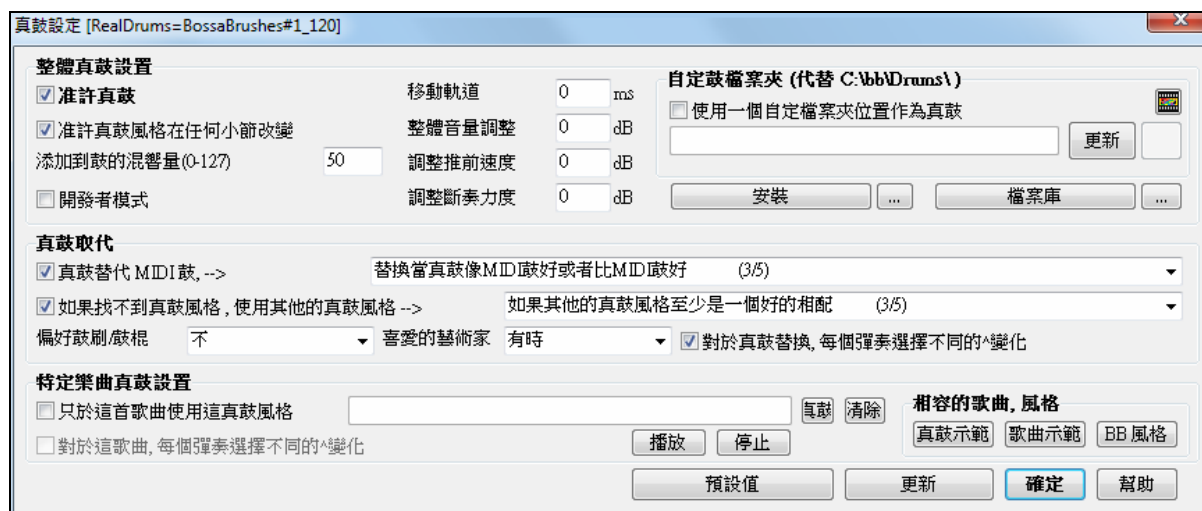 真鼓設定 [RealDrums=BossaBrushes#1_120]
整體真鼓設置
准許真鼓
准許真鼓風格在任何小節改變
添加到鼓的混響量(0-127) 50
開發者模式
移動軌道 0 ms
整體音量調整 0 dB
調整推前速度 0 dB
調整斷奏力度 0 dB
自定鼓檔案夾 (代替 C:\bb\Drums\ )
使用一個自定檔案夾位置作為真鼓
更新
安裝 ... 檔案庫 ...
真鼓取代
真鼓替代 MIDI 鼓, --> 替換當真鼓像MIDI鼓好或者比MIDI鼓好 (3/5)
如果找不到真鼓風格 , 使用其他的真鼓風格 --> 如果其他的真鼓風格至少是一個好的相配 (3/5)
偏好鼓刷/鼓棍 不 喜愛的藝術家 有時 對於真鼓替換, 每個彈奏選擇不同的^變化
特定樂曲真鼓設置
只於這首歌曲使用這真鼓風格 真鼓 清除
對於這歌曲, 每個彈奏選擇不同的^變化 播放 停止
相容的歌曲, 風格
真鼓示範 歌曲示範 BB 風格
預設值 更新 確定 幫助